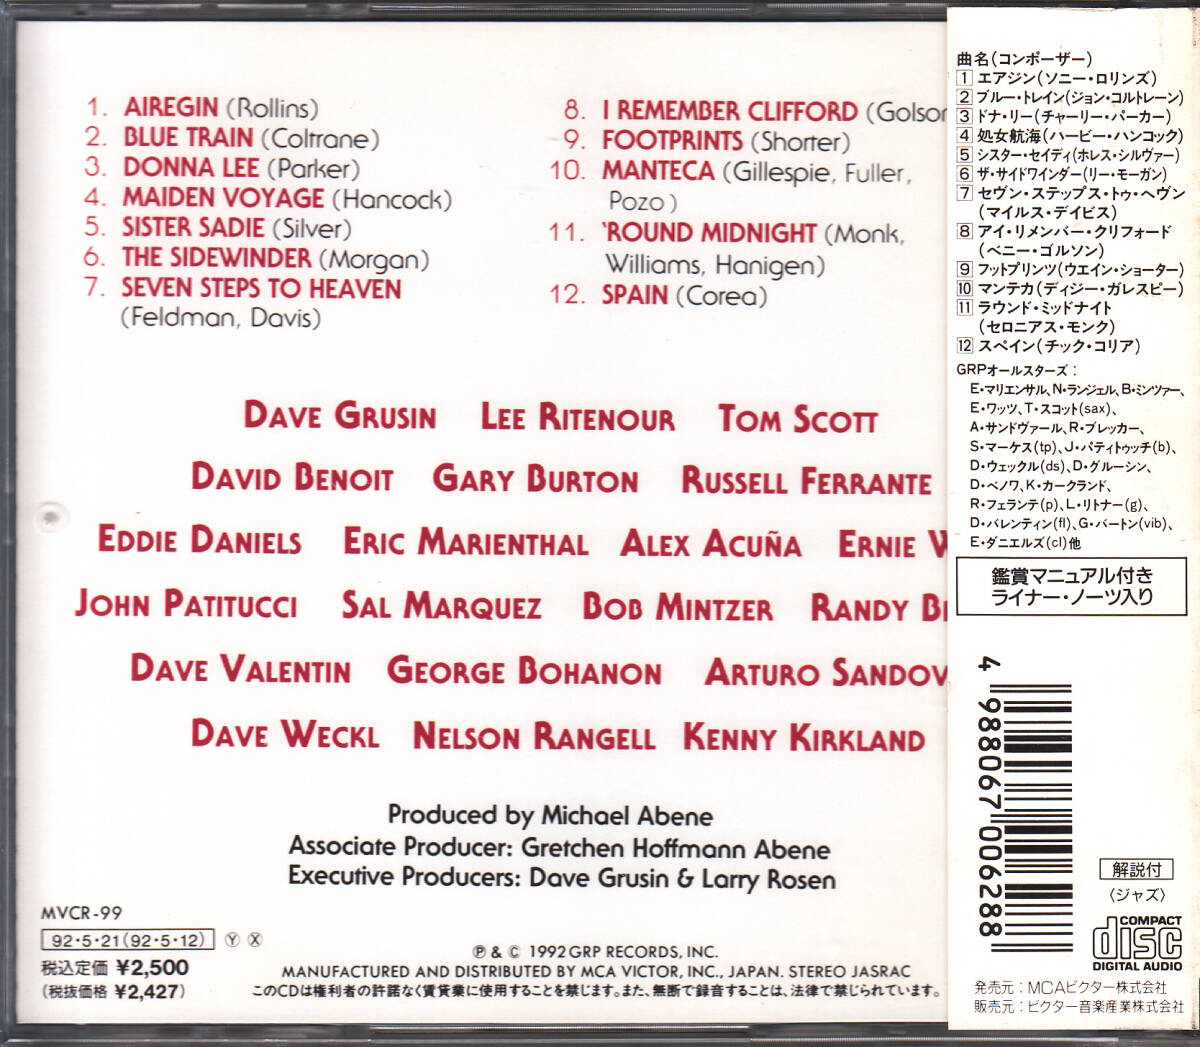 1. AIREGIN (Rollins)
2. BLUE TRAIN (Coltrane)
3. DONNA LEE (Parker)
4. MAIDEN VOYAGE (Hancock)
5. SISTER SADIE (Silver)
6. THE SIDEWINDER (Morgan)
7. SEVEN STEPS TO HEAVEN
(Feldman, Davis)
8. I REMEMBER CLIFFORD (Golson
9. FOOTPRINTS (Shorter)
10. MANTECA (Gillespie, Fuller,
Pozo)
11. 'ROUND MIDNIGHT (Monk,
Williams, Hanigen)
12. SPAIN (Corea)
DAVE GRUSIN LEE RITENOUR TOM SCOTT
DAVID BENOIT GARY BURTON RUSSELL FERRANTE
EDDIE DANIELS ERIC MARIENTHAL ALEX ACUÑA ERNIE W
JOHN PATITUCCI SAL MARQUEZ BOB MINTZER RANDY BR
DAVE VALENTIN GEORGE BOHANON ARTURO SANDOV
DAVE WECKL NELSON RANGELL KENNY KIRKLAND
Produced by Michael Abene
Associate Producer: Gretchen Hoffmann Abene
Executive Producers: Dave Grusin & Larry Rosen
MVCR-99
92・5・21(92・5・12) Ⓨ Ⓧ
税込定価 ¥2,500
(税抜価格 ¥2,427)
Ⓟ & © 1992 GRP RECORDS, INC.
MANUFACTURED AND DISTRIBUTED BY MCA VICTOR, INC., JAPAN. STEREO JASRAC
このCDは権利者の許諾なく賃貸業に使用することを禁じます。また、無断で録音することは、法律で禁じられています。
曲名(コンポーザー)
1 エアジン(ソニー・ロリンズ)
2 ブルー・トレイン(ジョン・コルトレーン)
3 ドナ・リー(チャーリー・パーカー)
4 処女航海(ハービー・ハンコック)
5 シスター・セイディ(ホレス・シルヴァー)
6 ザ・サイドワインダー(リー・モーガン)
7 セヴン・ステップス・トゥ・ヘヴン
(マイルス・デイビス)
8 アイ・リメンバー・クリフォード
(ベニー・ゴルソン)
9 フットプリンツ(ウエイン・ショーター)
10 マンテカ(ディジー・ガレスピー)
11 ラウンド・ミッドナイト
(セロニアス・モンク)
12 スペイン(チック・コリア)
GRPオールスターズ:
E・マリエンサル、N・ランジェル、B・ミンツァー、
E・ワッツ、T・スコット(sax)、
A・サンドヴァール、R・ブレッカー、
S・マーケス(tp)、J・パティトゥッチ(b)、
D・ウェックル(ds)、D・グルーシン、
D・ベノワ、K・カークランド、
R・フェランテ(p)、L・リトナー(g)、
D・バレンティン(fl)、G・バートン(vib)、
E・ダニエルズ(cl)他
鑑賞マニュアル付き
ライナー・ノーツ入り
4 988067 006288
解説付
〈ジャズ〉
COMPACT
disc
DIGITAL AUDIO
発売元:MCAビクター株式会社
販売元:ビクター音楽産業株式会社